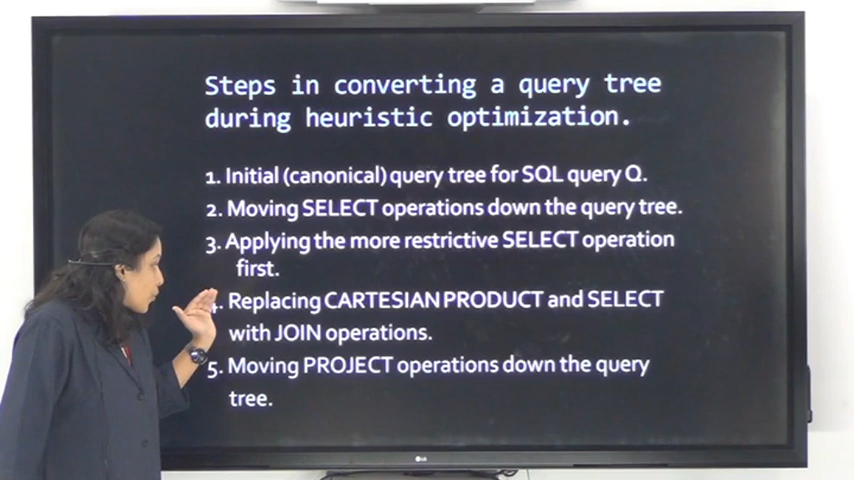 Steps in converting a query tree
during heuristic optimization.
1. Initial (canonical) query tree for SQL query Q.
2. Moving SELECT operations down the query tree.
3. Applying the more restrictive SELECT operation
first.
4. Replacing CARTESIAN PRODUCT and SELECT
with JOIN operations.
5. Moving PROJECT operations down the query
tree.
LG